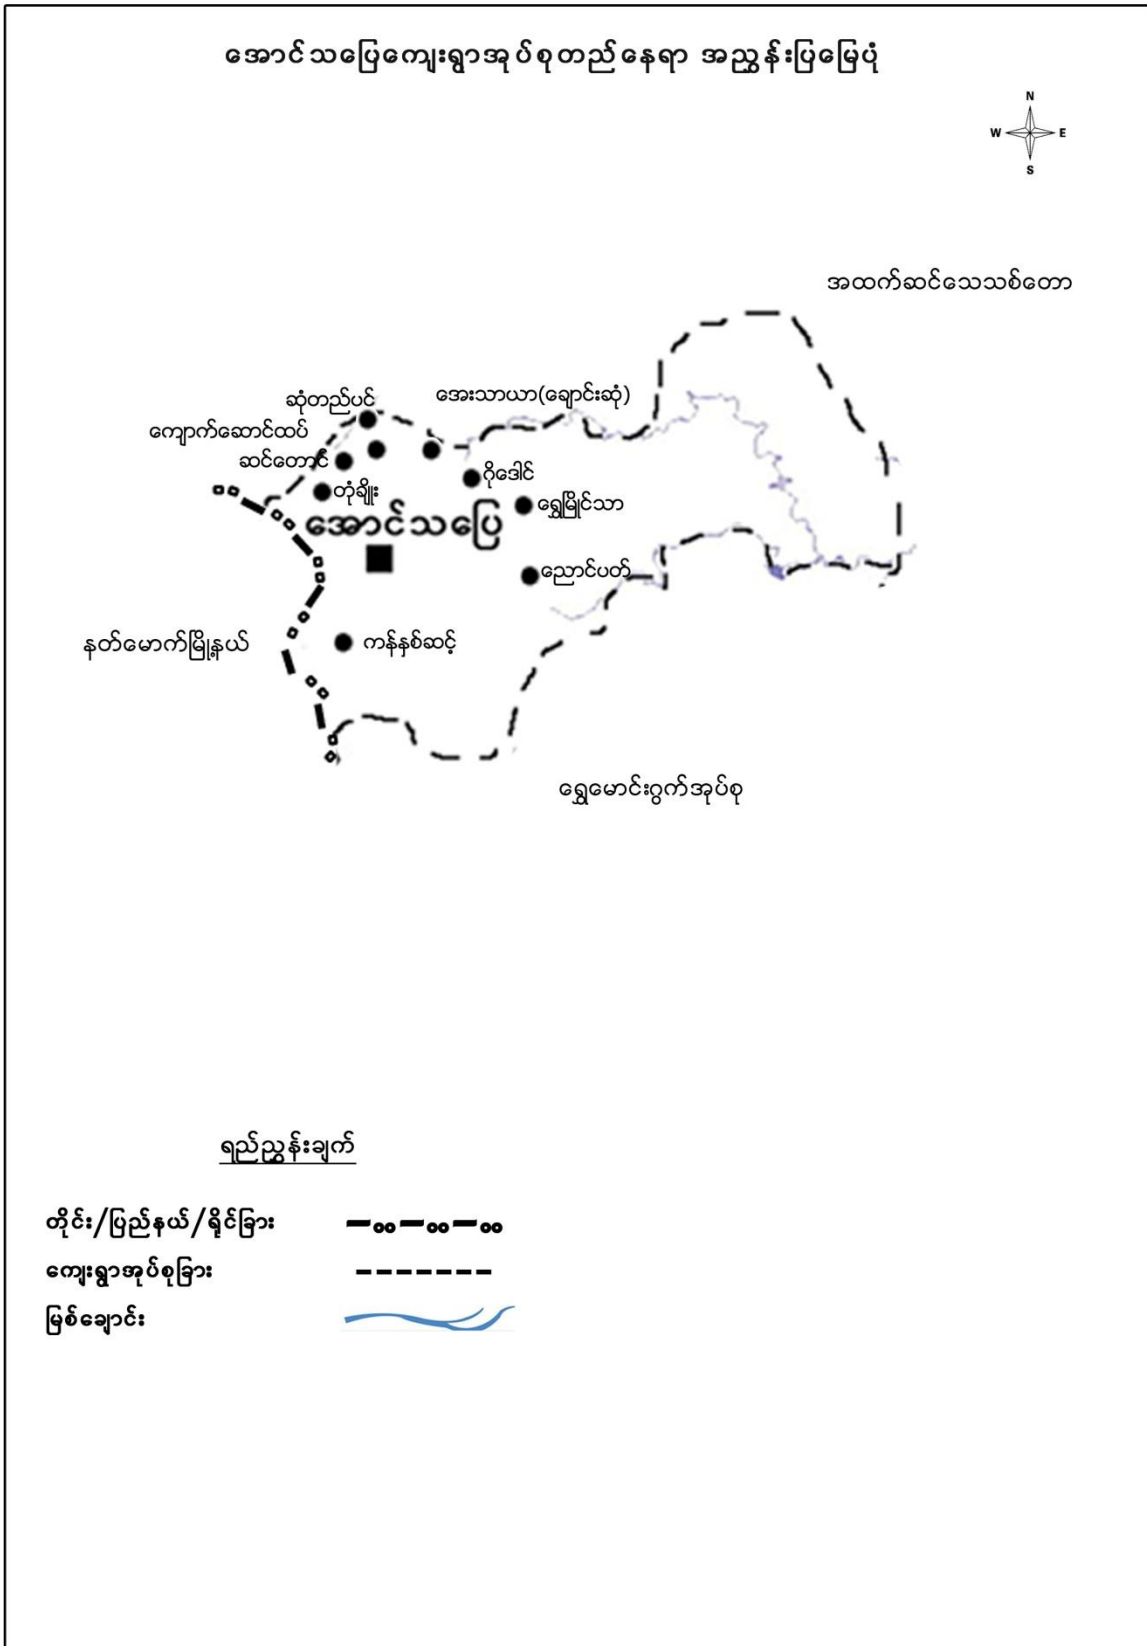 အောင်သပြေကျေးရွာအုပ်စုတည်နေရာ အညွှန်းပြမြေပုံ
N
W E
S
အထက်ဆင်သေသစ်တော
ဆုံတည်ပင်
အေးသာယာ(ချောင်းဆုံ)
ကျောက်ဆောင်ထပ်
ဆင်တောင်
ဂိုဒေါင်
တုံချိုး
ရွှေမြိုင်သာ
အောင်သပြေ
ညောင်ပတ်
နတ်မောက်မြို့နယ်
ကန်နှစ်ဆင့်
ရွှေမောင်းဂွက်အုပ်စု
ရည်ညွှန်းချက်
တိုင်း/ပြည်နယ်/ရိုင်ခြား
ကျေးရွာအုပ်စုခြား
မြစ်ချောင်း